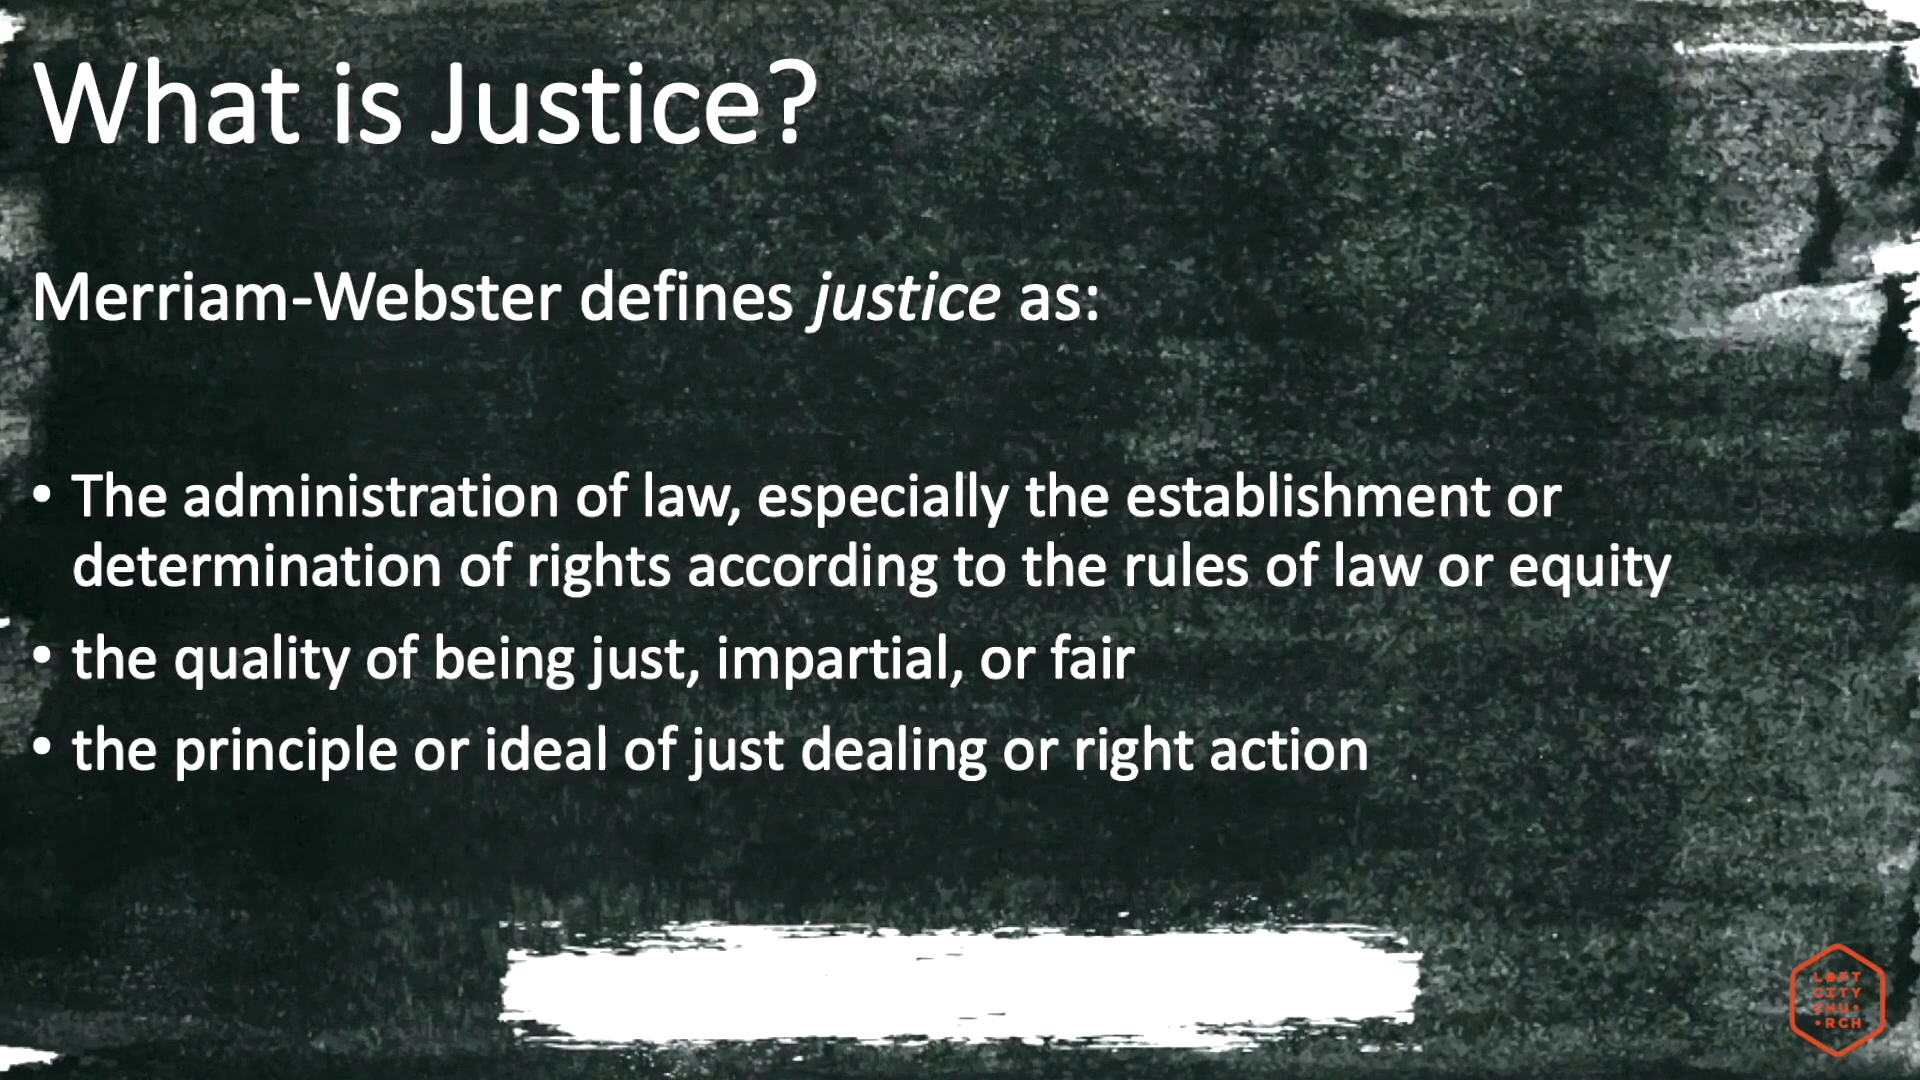 What is Justice?
Merriam-Webster defines justice as:
• The administration of law, especially the establishment or
determination of rights according to the rules of law or equity
• the quality of being just, impartial, or fair
• the principle or ideal of just dealing or right action
LOFT
CITY
CHU•
•RCH